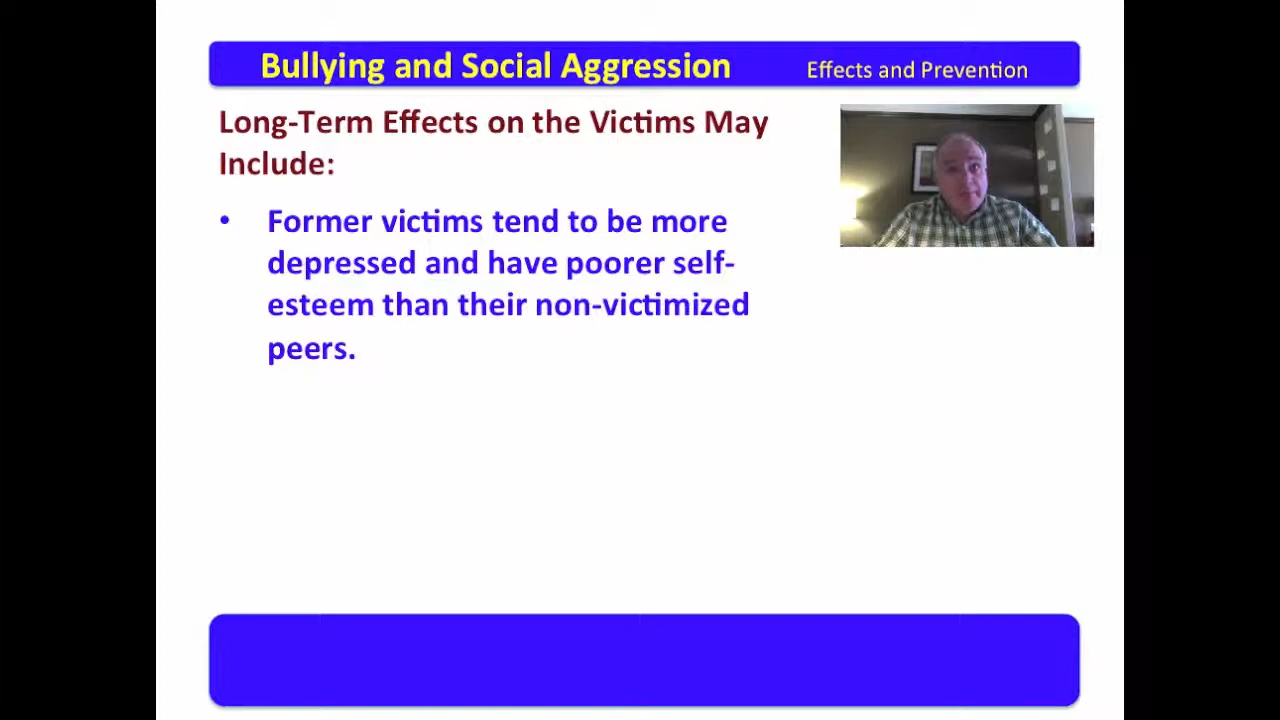 Bullying and Social Aggression Effects and Prevention
Long-Term Effects on the Victims May
Include:
• Former victims tend to be more
depressed and have poorer self-
esteem than their non-victimized
peers.